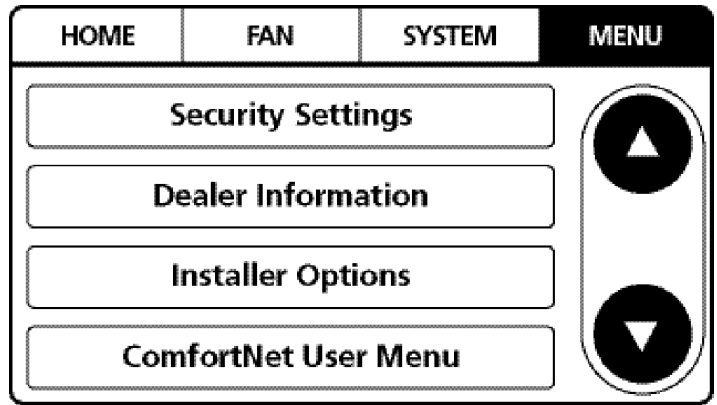 HOME FAN SYSTEM MENU
Security Settings
Dealer Information
Installer Options
ComfortNet User Menu